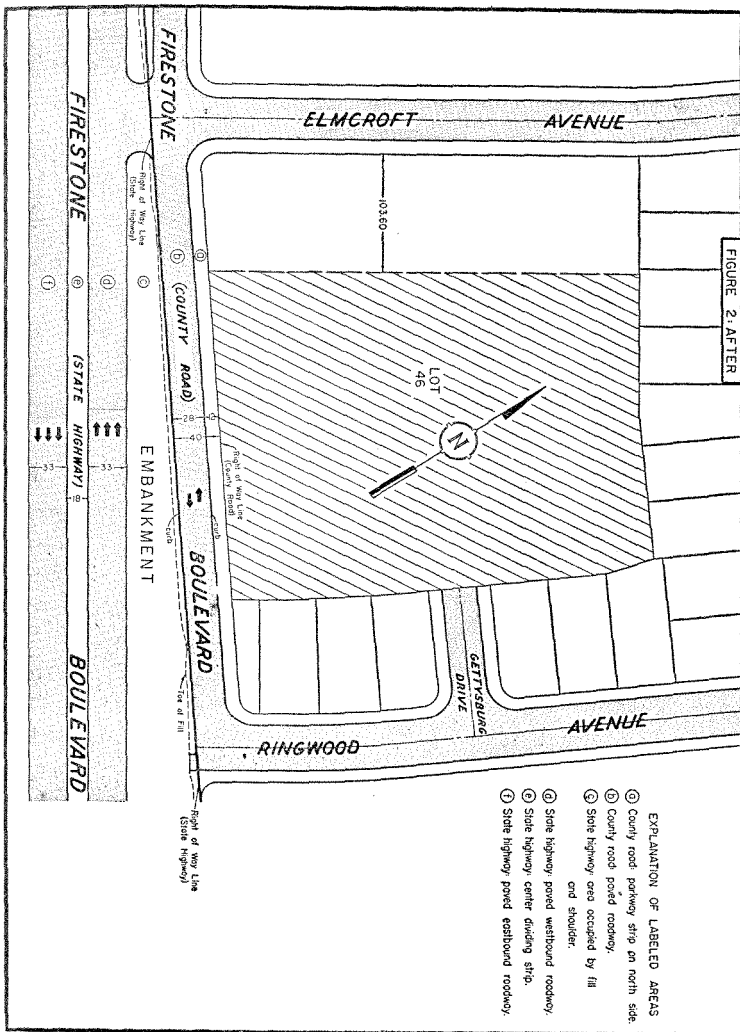 FIGURE 2: AFTER
ELMCROFT AVENUE
103.60
LOT
46
N
GETTYSBURG
DRIVE
RINGWOOD AVENUE
FIRESTONE BOULEVARD
(COUNTY ROAD)
a
b
28
12
40
Right of Way Line
(County Road)
curb
curb
Right of Way Line
(State Highway)
Toe of Fill
Right of Way Line
(State Highway)
c
EMBANKMENT
d
33
FIRESTONE BOULEVARD
e
(STATE HIGHWAY)
18
f
33
EXPLANATION OF LABELED AREAS
a County road: parkway strip on north side.
b County road: paved roadway.
c State highway: area occupied by fill
and shoulder.
d State highway: paved westbound roadway.
e State highway: center dividing strip.
f State highway: paved eastbound roadway.